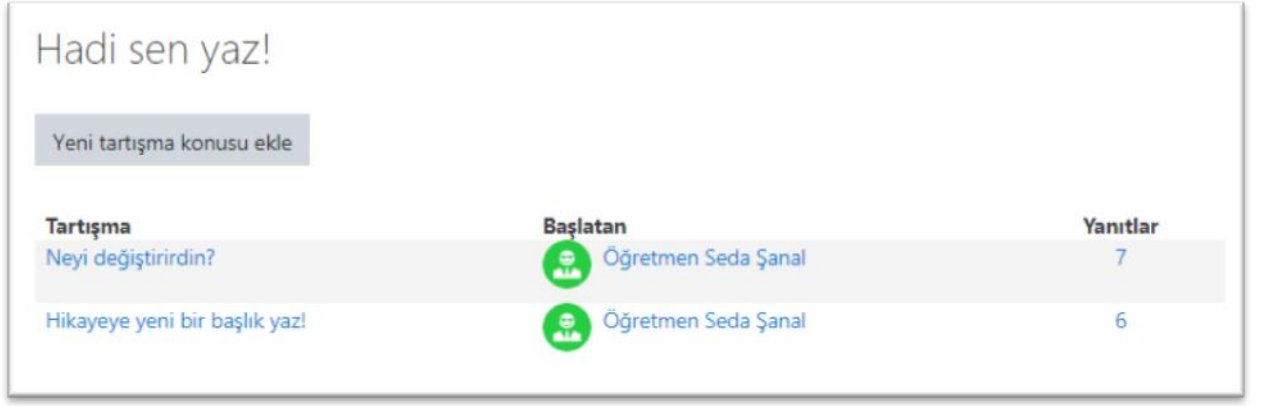 Hadi sen yaz!
Yeni tartışma konusu ekle
Tartışma Başlatan Yanıtlar
Neyi değiştirirdin? Öğretmen Seda Şanal 7
Hikayeye yeni bir başlık yaz! Öğretmen Seda Şanal 6